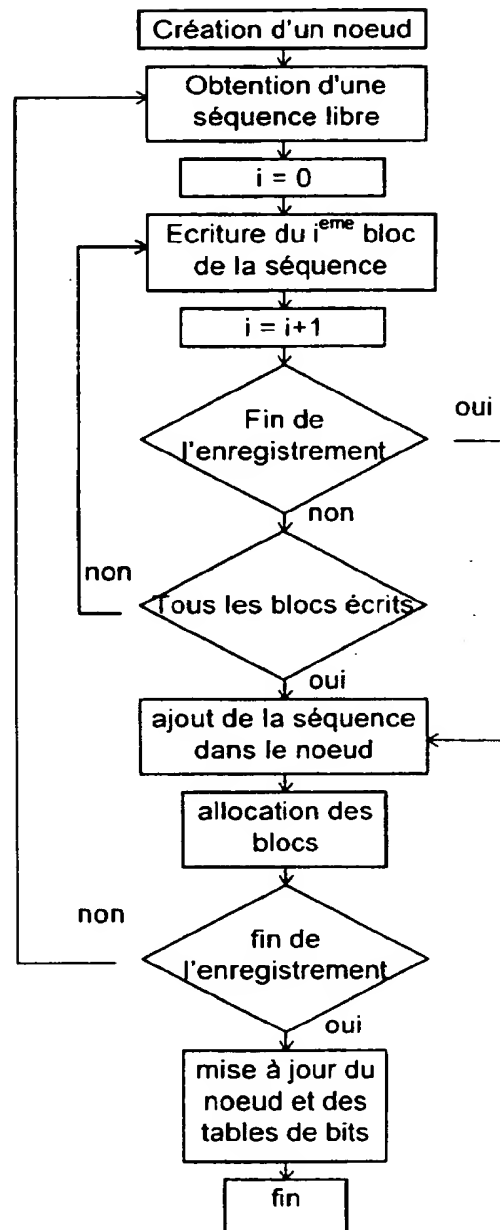 Création d'un noeud
Obtention d'une
séquence libre
i = 0
Ecriture du i^eme bloc
de la séquence
i = i+1
Fin de
l'enregistrement
oui
non
non
Tous les blocs écrits
oui
ajout de la séquence
dans le noeud
allocation des
blocs
non
fin de
l'enregistrement
oui
mise à jour du
noeud et des
tables de bits
fin